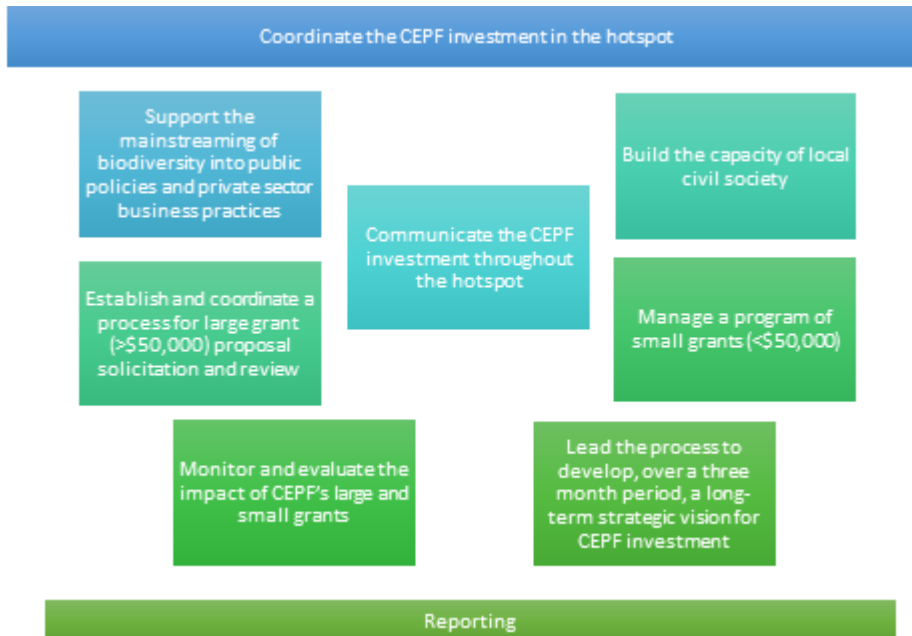 Coordinate the CEPF investment in the hotspot
Support the
mainstreaming of
biodiversity into public
policies and private sector
business practices
Build the capacity of local
civil society
Communicate the CEPF
investment throughout
the hotspot
Establish and coordinate a
process for large grant
(>$50,000) proposal
solicitation and review
Manage a program of
small grants (<$50,000)
Monitor and evaluate the
impact of CEPF's large and
small grants
Lead the process to
develop, over a three
month period, a long-
term strategic vision for
CEPF investment
Reporting